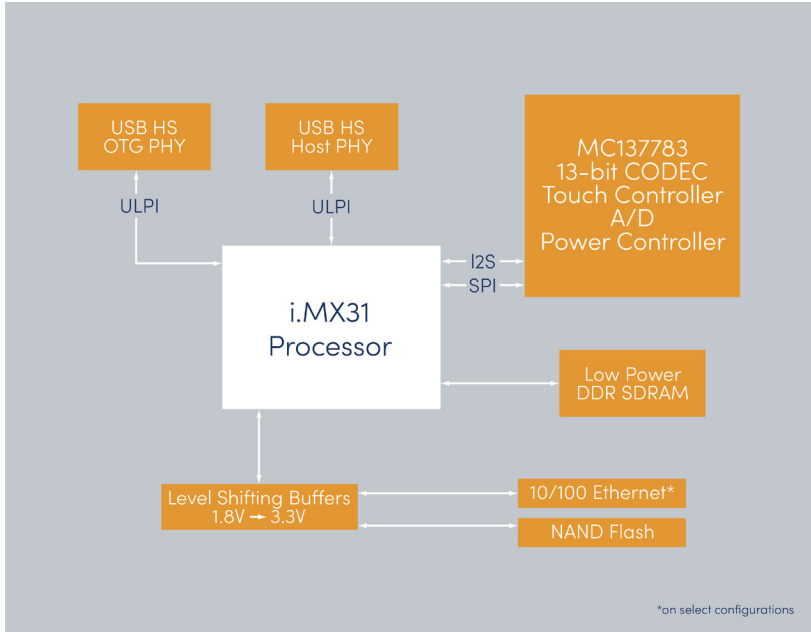 USB HS
OTG PHY
USB HS
Host PHY
MC137783
13-bit CODEC
Touch Controller
A/D
Power Controller
ULPI
ULPI
I2S
SPI
i.MX31
Processor
Low Power
DDR SDRAM
Level Shifting Buffers
1.8V → 3.3V
10/100 Ethernet*
NAND Flash
*on select configurations